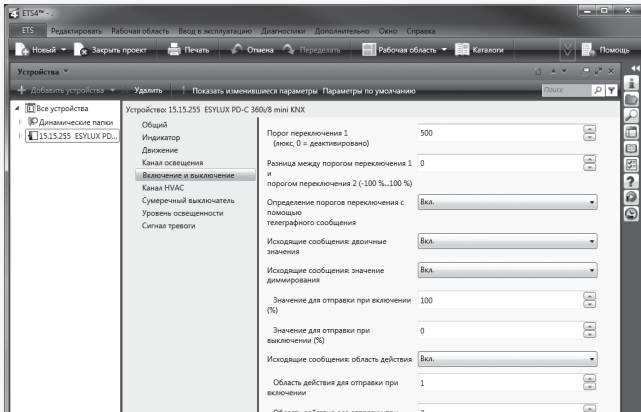 ETS4™ - .
ETS Редактировать Рабочая область Ввод в эксплуатацию Диагностики Дополнительно Окно Справка
Новый Закрыть проект Печать Отмена Переделать Рабочая область Каталоги Помощь
Устройства
Добавить устройства Удалить Показать изменившиеся параметры Параметры по умолчанию Поиск
Все устройства
Динамические папки
15.15.255 ESYLUX PD...
Устройство: 15.15.255 ESYLUX PD-C 360i/8 mini KNX
Общий
Индикатор
Движение
Канал освещения
Включение и выключение
Канал HVAC
Сумеречный выключатель
Уровень освещенности
Сигнал тревоги
Порог переключения 1 500
(люкс, 0 = деактивировано)
Разница между порогом переключения 1 0
и
порогом переключения 2 (-100 %...100 %)
Определение порогов переключения с Вкл.
помощью
телеграфного сообщения
Исходящие сообщения: двоичные Вкл.
значения
Исходящие сообщения: значение Вкл.
диммирования
Значение для отправки при включении 100
(%)
Значение для отправки при 0
выключении (%)
Исходящие сообщения: область действия Вкл.
Область действия для отправки при 1
включении